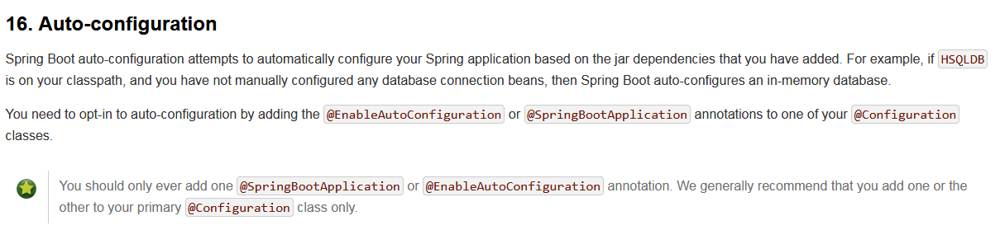 16. Auto-configuration
Spring Boot auto-configuration attempts to automatically configure your Spring application based on the jar dependencies that you have added. For example, if HSQLDB
is on your classpath, and you have not manually configured any database connection beans, then Spring Boot auto-configures an in-memory database.
You need to opt-in to auto-configuration by adding the @EnableAutoConfiguration or @SpringBootApplication annotations to one of your @Configuration
classes.
You should only ever add one @SpringBootApplication or @EnableAutoConfiguration annotation. We generally recommend that you add one or the
other to your primary @Configuration class only.